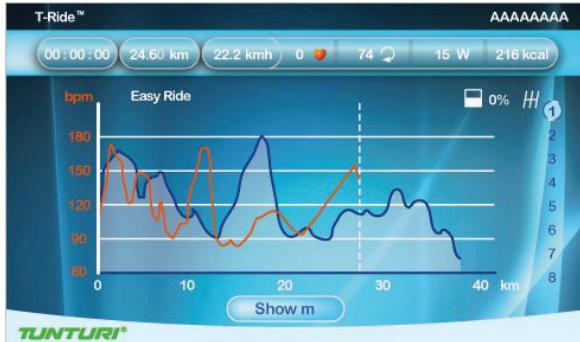 T-Ride™ AAAAAAAA
00:00:00 24.60 km 22.2 kmh 0 74 15 W 216 kcal
bpm Easy Ride 0%
1
180 2
3
150 4
120 5
6
90 7
60 8
0 10 20 30 40 km
Show m
TUNTURI®